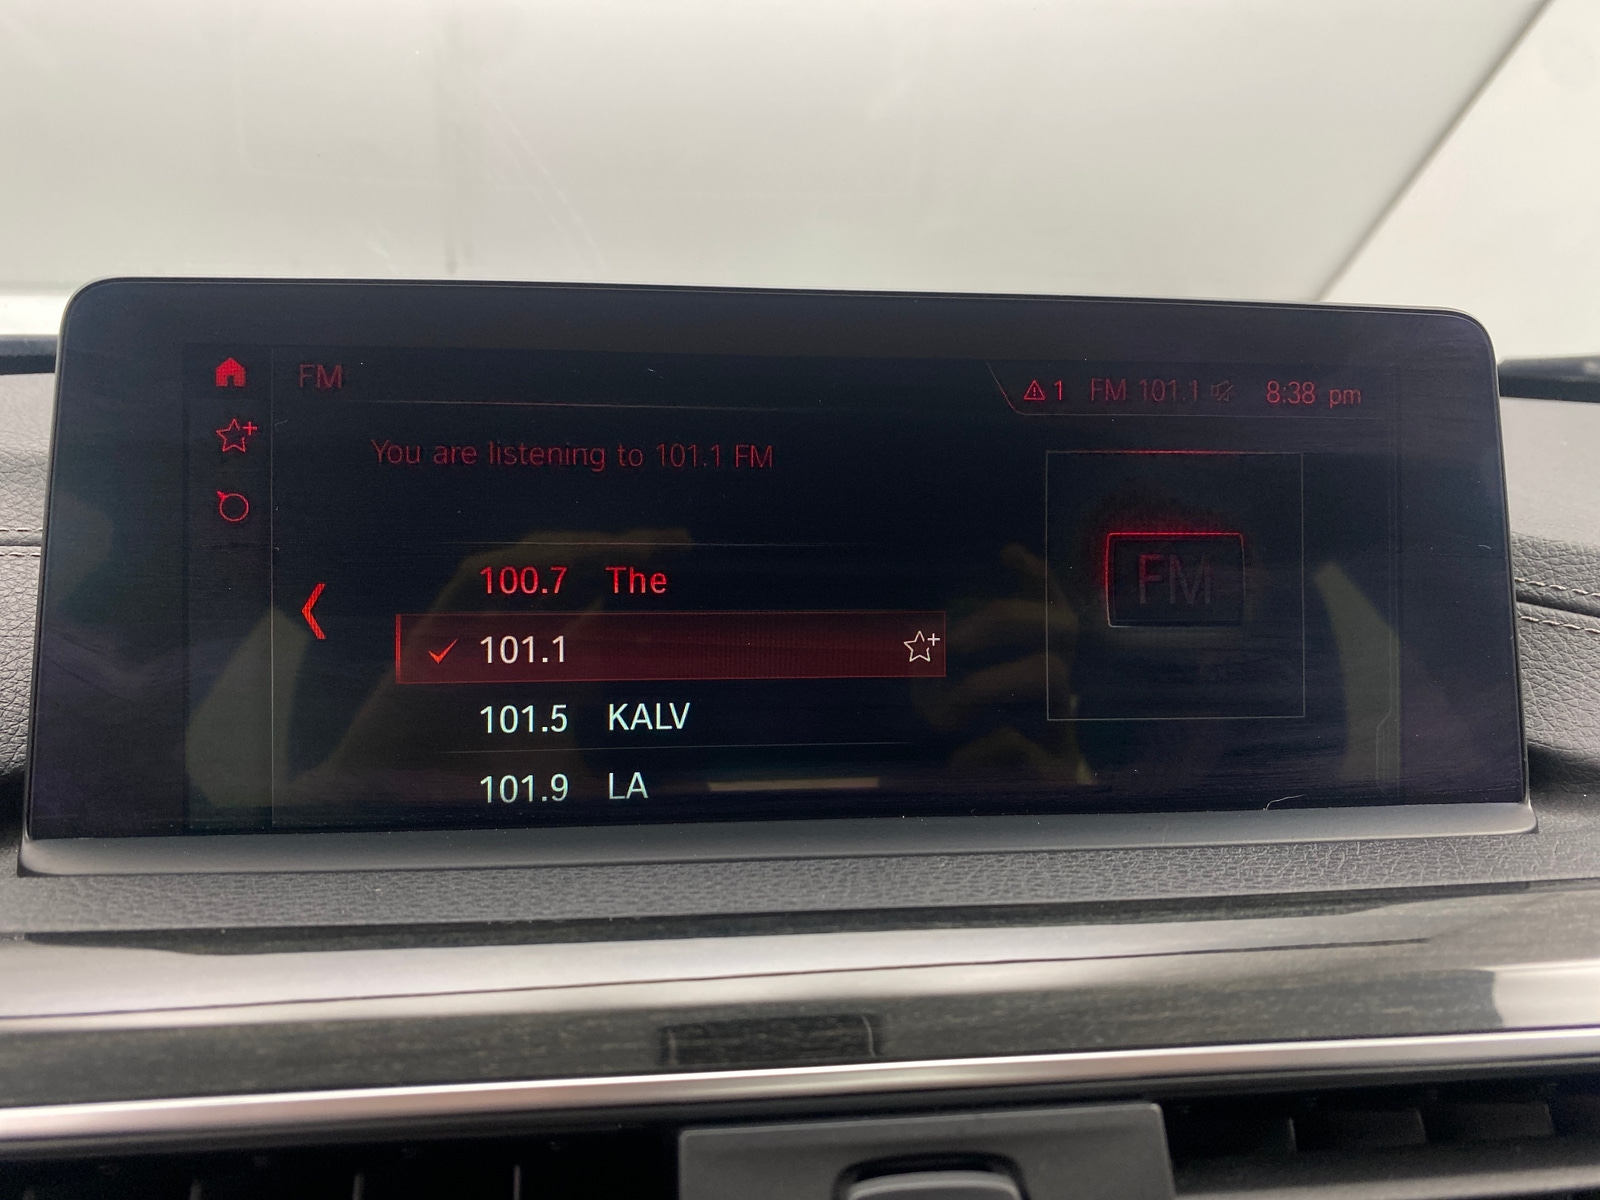 FM
1 FM 101.1 8:38 pm
You are listening to 101.1 FM
FM
100.7 The
101.1
101.5 KALV
101.9 LA